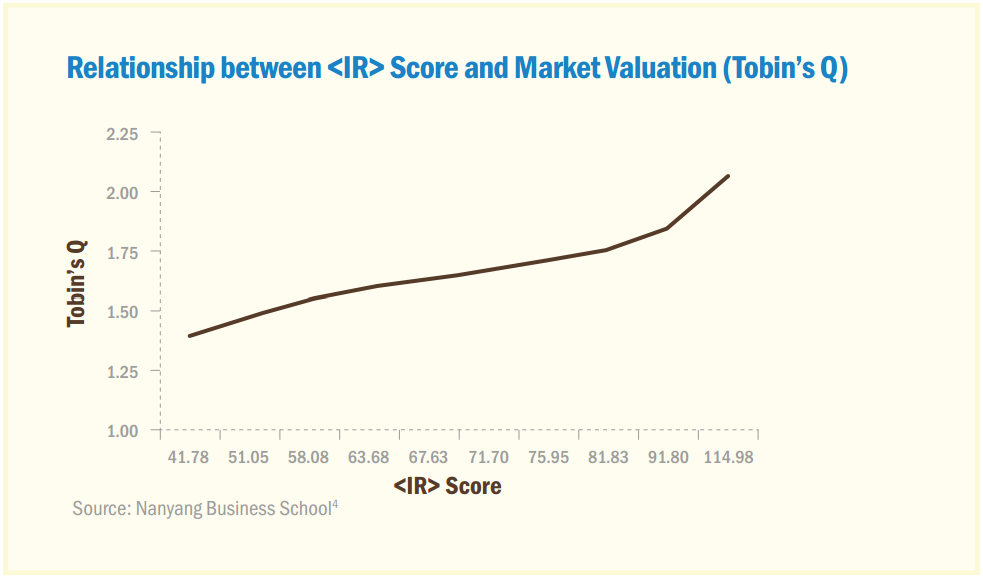 Relationship between <IR> Score and Market Valuation (Tobin's Q)
2.25
2.00
1.75
1.50
1.25
1.00
Tobin's Q
41.78 51.05 58.08 63.68 67.63 71.70 75.95 81.83 91.80 114.98
<IR> Score
Source: Nanyang Business School⁴